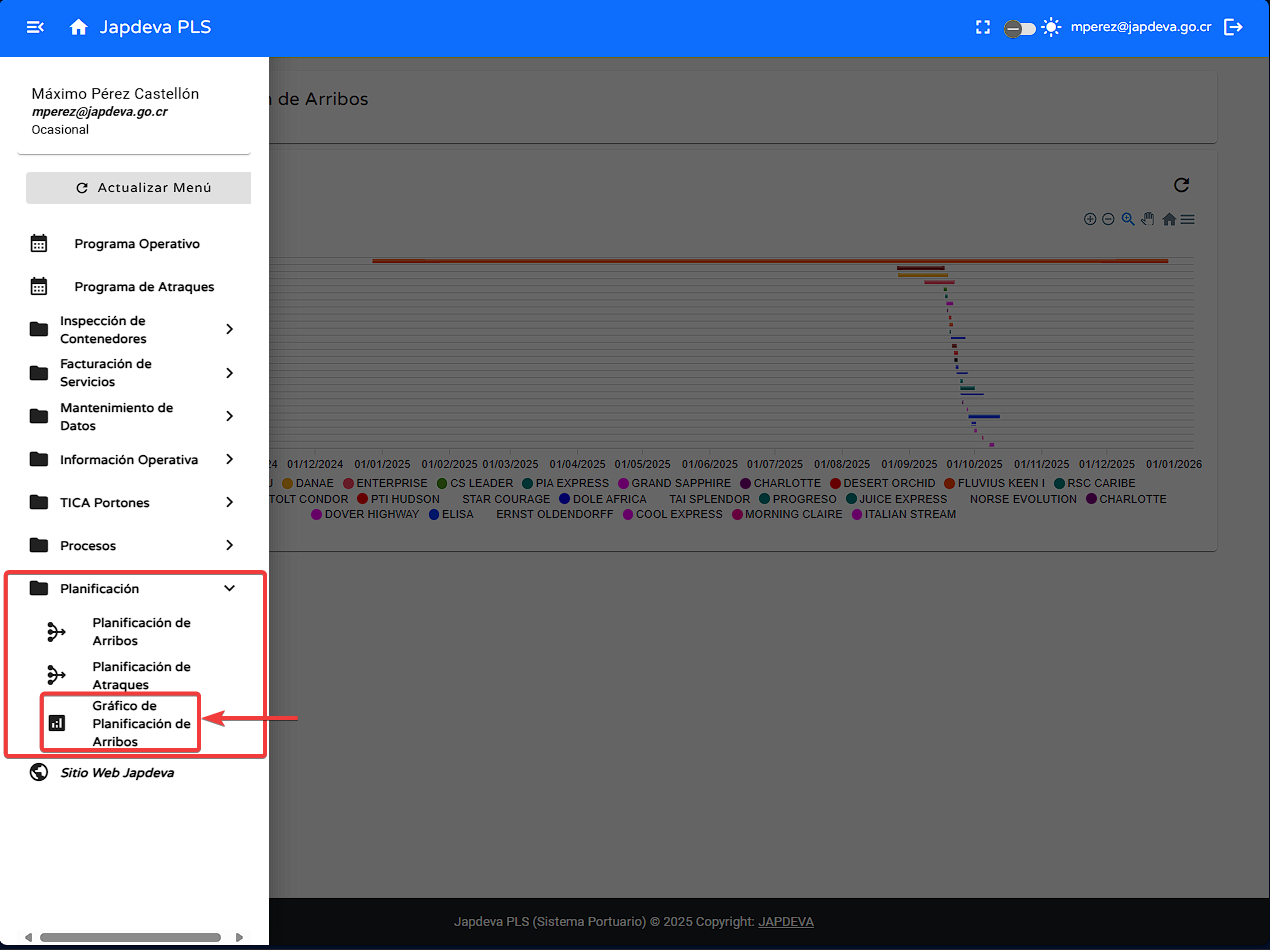 Japdeva PLS
mperez@japdeva.go.cr
Máximo Pérez Castellón
mperez@japdeva.go.cr
Ocasional
de Arribos
Actualizar Menú
Programa Operativo
Programa de Atraques
Inspección de
Contenedores
Facturación de
Servicios
Mantenimiento de
Datos
Información Operativa
TICA Portones
Procesos
Planificación
Planificación de
Arribos
Planificación de
Atraques
Gráfico de
Planificación de
Arribos
Sitio Web Japdeva
24 01/12/2024 01/01/2025 01/02/2025 01/03/2025 01/04/2025 01/05/2025 01/06/2025 01/07/2025 01/08/2025 01/09/2025 01/10/2025 01/11/2025 01/12/2025 01/01/2026
DANAE ENTERPRISE CS LEADER PIA EXPRESS GRAND SAPPHIRE CHARLOTTE DESERT ORCHID FLUVIUS KEEN I RSC CARIBE
TOLT CONDOR PTI HUDSON STAR COURAGE DOLE AFRICA TAI SPLENDOR PROGRESO JUICE EXPRESS NORSE EVOLUTION CHARLOTTE
DOVER HIGHWAY ELISA ERNST OLDENDORFF COOL EXPRESS MORNING CLAIRE ITALIAN STREAM
Japdeva PLS (Sistema Portuario) © 2025 Copyright: JAPDEVA